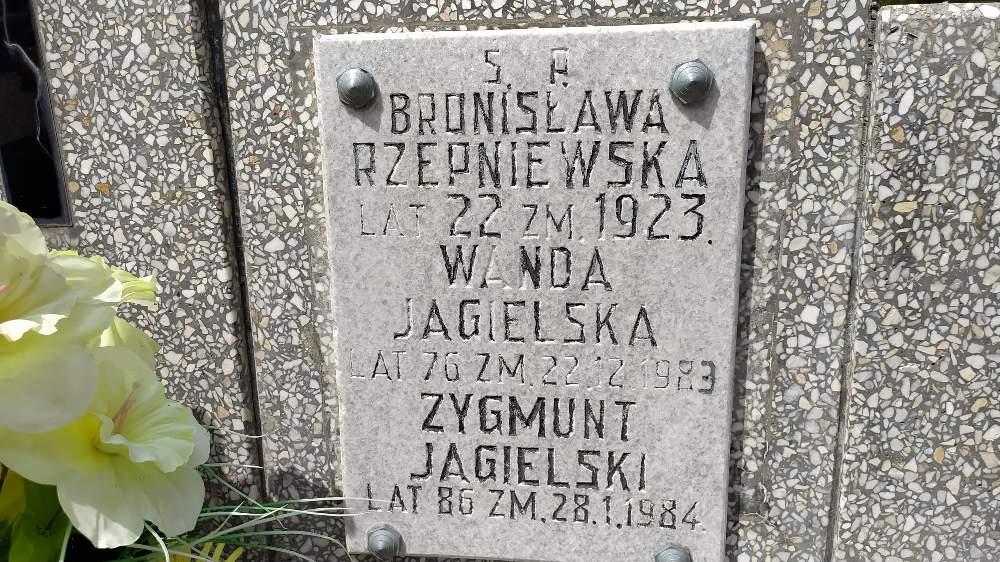 Ś. P.
BRONISŁAWA
RZEPNIEWSKA
LAT 22 ZM. 1923.
WANDA
JAGIELSKA
LAT 76 ZM. 22.12.1983
ZYGMUNT
JAGIELSKI
LAT 86 ZM. 28.1.1984.